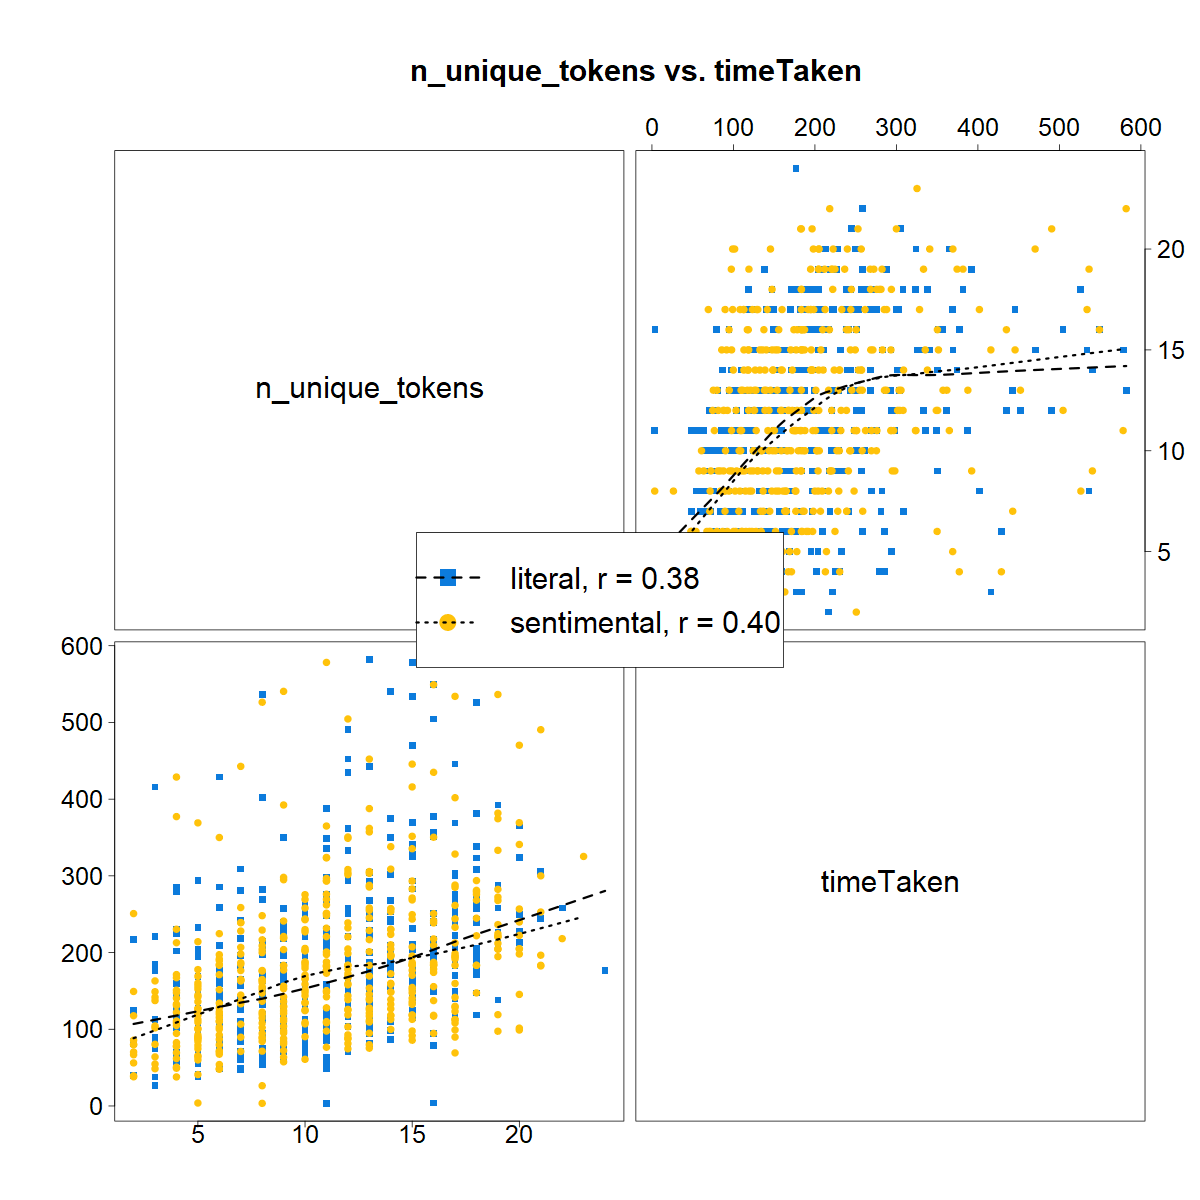 n_unique_tokens vs. timeTaken
0 100 200 300 400 500 600
n_unique_tokens
20
15
10
5
literal, r = 0.38
sentimental, r = 0.40
600
500
400
300
200
100
0
timeTaken
5 10 15 20